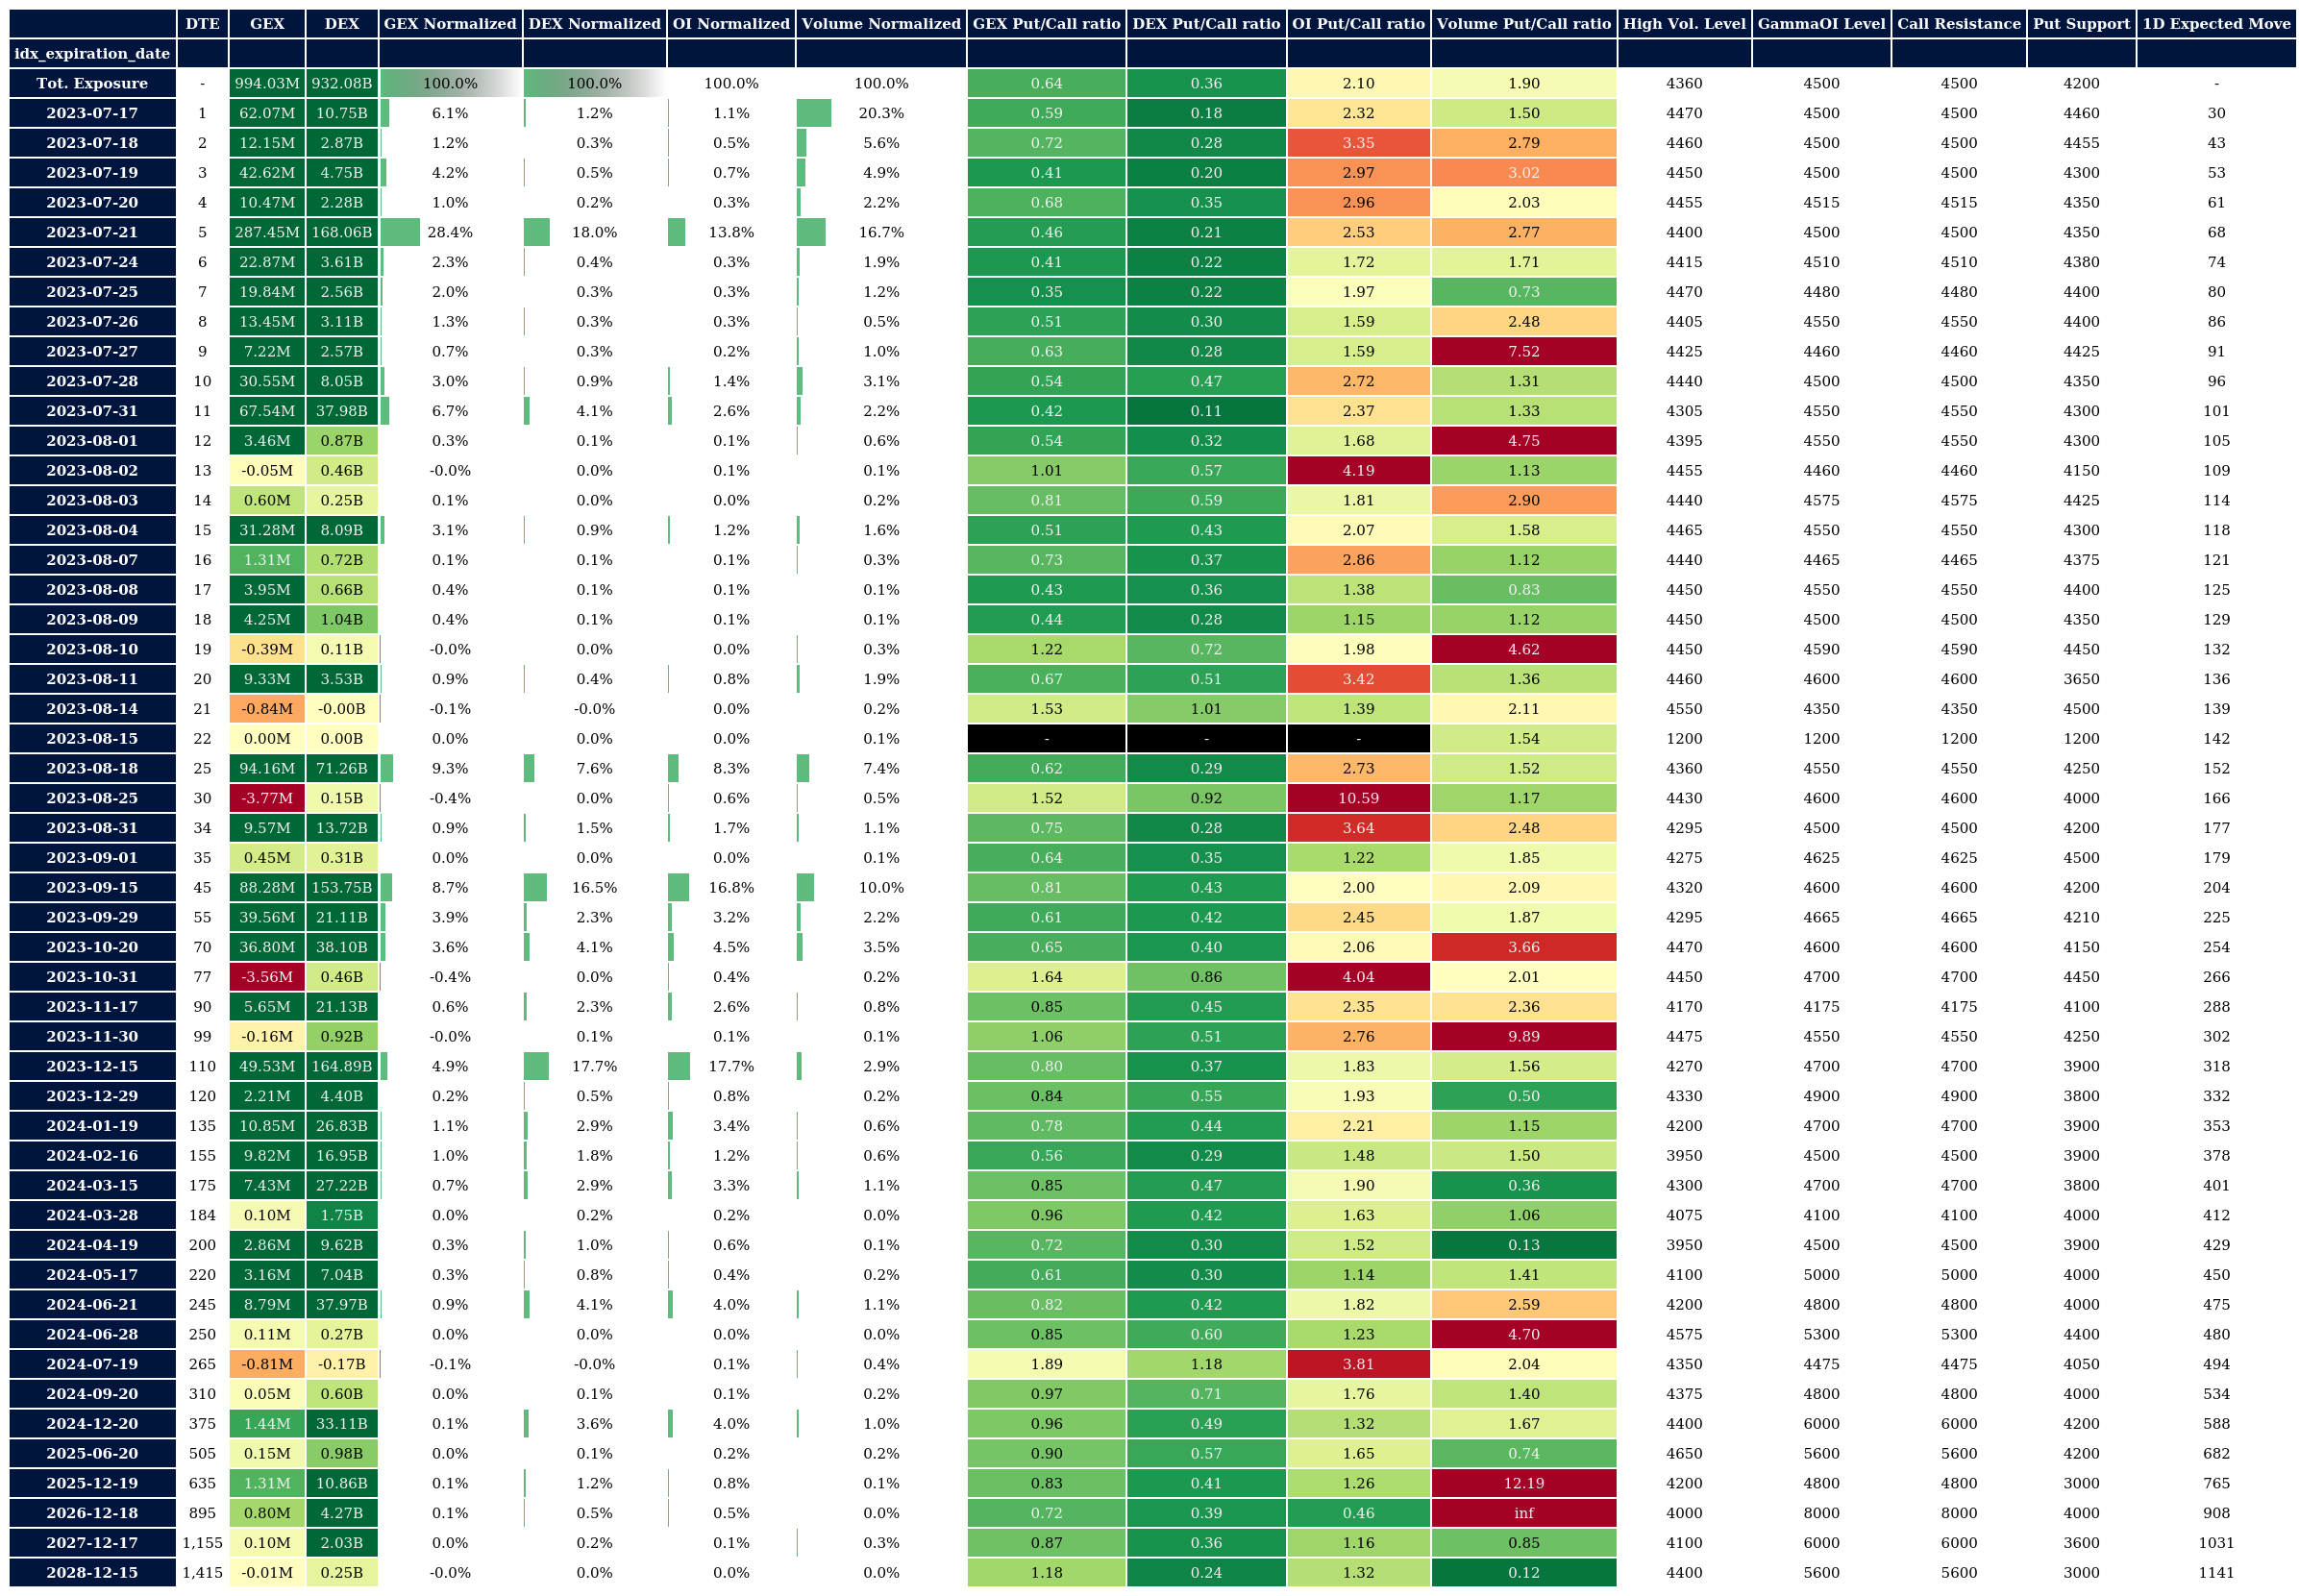 DTE GEX DEX GEX Normalized DEX Normalized OI Normalized Volume Normalized GEX Put/Call ratio DEX Put/Call ratio OI Put/Call ratio Volume Put/Call ratio High Vol. Level GammaOI Level Call Resistance Put Support 1D Expected Move
idx_expiration_date
Tot. Exposure - 994.03M 932.08B 100.0% 100.0% 100.0% 100.0% 0.64 0.36 2.10 1.90 4360 4500 4500 4200 -
2023-07-17 1 62.07M 10.75B 6.1% 1.2% 1.1% 20.3% 0.59 0.18 2.32 1.50 4470 4500 4500 4460 30
2023-07-18 2 12.15M 2.87B 1.2% 0.3% 0.5% 5.6% 0.72 0.28 3.35 2.79 4460 4500 4500 4455 43
2023-07-19 3 42.62M 4.75B 4.2% 0.5% 0.7% 4.9% 0.41 0.20 2.97 3.02 4450 4500 4500 4300 53
2023-07-20 4 10.47M 2.28B 1.0% 0.2% 0.3% 2.2% 0.68 0.35 2.96 2.03 4455 4515 4515 4350 61
2023-07-21 5 287.45M 168.06B 28.4% 18.0% 13.8% 16.7% 0.46 0.21 2.53 2.77 4400 4500 4500 4350 68
2023-07-24 6 22.87M 3.61B 2.3% 0.4% 0.3% 1.9% 0.41 0.22 1.72 1.71 4415 4510 4510 4380 74
2023-07-25 7 19.84M 2.56B 2.0% 0.3% 0.3% 1.2% 0.35 0.22 1.97 0.73 4470 4480 4480 4400 80
2023-07-26 8 13.45M 3.11B 1.3% 0.3% 0.3% 0.5% 0.51 0.30 1.59 2.48 4405 4550 4550 4400 86
2023-07-27 9 7.22M 2.57B 0.7% 0.3% 0.2% 1.0% 0.63 0.28 1.59 7.52 4425 4460 4460 4425 91
2023-07-28 10 30.55M 8.05B 3.0% 0.9% 1.4% 3.1% 0.54 0.47 2.72 1.31 4440 4500 4500 4350 96
2023-07-31 11 67.54M 37.98B 6.7% 4.1% 2.6% 2.2% 0.42 0.11 2.37 1.33 4305 4550 4550 4300 101
2023-08-01 12 3.46M 0.87B 0.3% 0.1% 0.1% 0.6% 0.54 0.32 1.68 4.75 4395 4550 4550 4300 105
2023-08-02 13 -0.05M 0.46B -0.0% 0.0% 0.1% 0.1% 1.01 0.57 4.19 1.13 4455 4460 4460 4150 109
2023-08-03 14 0.60M 0.25B 0.1% 0.0% 0.0% 0.2% 0.81 0.59 1.81 2.90 4440 4575 4575 4425 114
2023-08-04 15 31.28M 8.09B 3.1% 0.9% 1.2% 1.6% 0.51 0.43 2.07 1.58 4465 4550 4550 4300 118
2023-08-07 16 1.31M 0.72B 0.1% 0.1% 0.1% 0.3% 0.73 0.37 2.86 1.12 4440 4465 4465 4375 121
2023-08-08 17 3.95M 0.66B 0.4% 0.1% 0.1% 0.1% 0.43 0.36 1.38 0.83 4450 4550 4550 4400 125
2023-08-09 18 4.25M 1.04B 0.4% 0.1% 0.1% 0.1% 0.44 0.28 1.15 1.12 4450 4500 4500 4350 129
2023-08-10 19 -0.39M 0.11B -0.0% 0.0% 0.0% 0.3% 1.22 0.72 1.98 4.62 4450 4590 4590 4450 132
2023-08-11 20 9.33M 3.53B 0.9% 0.4% 0.8% 1.9% 0.67 0.51 3.42 1.36 4460 4600 4600 3650 136
2023-08-14 21 -0.84M -0.00B -0.1% -0.0% 0.0% 0.2% 1.53 1.01 1.39 2.11 4550 4350 4350 4500 139
2023-08-15 22 0.00M 0.00B 0.0% 0.0% 0.0% 0.1% - - - 1.54 1200 1200 1200 1200 142
2023-08-18 25 94.16M 71.26B 9.3% 7.6% 8.3% 7.4% 0.62 0.29 2.73 1.52 4360 4550 4550 4250 152
2023-08-25 30 -3.77M 0.15B -0.4% 0.0% 0.6% 0.5% 1.52 0.92 10.59 1.17 4430 4600 4600 4000 166
2023-08-31 34 9.57M 13.72B 0.9% 1.5% 1.7% 1.1% 0.75 0.28 3.64 2.48 4295 4500 4500 4200 177
2023-09-01 35 0.45M 0.31B 0.0% 0.0% 0.0% 0.1% 0.64 0.35 1.22 1.85 4275 4625 4625 4500 179
2023-09-15 45 88.28M 153.75B 8.7% 16.5% 16.8% 10.0% 0.81 0.43 2.00 2.09 4320 4600 4600 4200 204
2023-09-29 55 39.56M 21.11B 3.9% 2.3% 3.2% 2.2% 0.61 0.42 2.45 1.87 4295 4665 4665 4210 225
2023-10-20 70 36.80M 38.10B 3.6% 4.1% 4.5% 3.5% 0.65 0.40 2.06 3.66 4470 4600 4600 4150 254
2023-10-31 77 -3.56M 0.46B -0.4% 0.0% 0.4% 0.2% 1.64 0.86 4.04 2.01 4450 4700 4700 4450 266
2023-11-17 90 5.65M 21.13B 0.6% 2.3% 2.6% 0.8% 0.85 0.45 2.35 2.36 4170 4175 4175 4100 288
2023-11-30 99 -0.16M 0.92B -0.0% 0.1% 0.1% 0.1% 1.06 0.51 2.76 9.89 4475 4550 4550 4250 302
2023-12-15 110 49.53M 164.89B 4.9% 17.7% 17.7% 2.9% 0.80 0.37 1.83 1.56 4270 4700 4700 3900 318
2023-12-29 120 2.21M 4.40B 0.2% 0.5% 0.8% 0.2% 0.84 0.55 1.93 0.50 4330 4900 4900 3800 332
2024-01-19 135 10.85M 26.83B 1.1% 2.9% 3.4% 0.6% 0.78 0.44 2.21 1.15 4200 4700 4700 3900 353
2024-02-16 155 9.82M 16.95B 1.0% 1.8% 1.2% 0.6% 0.56 0.29 1.48 1.50 3950 4500 4500 3900 378
2024-03-15 175 7.43M 27.22B 0.7% 2.9% 3.3% 1.1% 0.85 0.47 1.90 0.36 4300 4700 4700 3800 401
2024-03-28 184 0.10M 1.75B 0.0% 0.2% 0.2% 0.0% 0.96 0.42 1.63 1.06 4075 4100 4100 4000 412
2024-04-19 200 2.86M 9.62B 0.3% 1.0% 0.6% 0.1% 0.72 0.30 1.52 0.13 3950 4500 4500 3900 429
2024-05-17 220 3.16M 7.04B 0.3% 0.8% 0.4% 0.2% 0.61 0.30 1.14 1.41 4100 5000 5000 4000 450
2024-06-21 245 8.79M 37.97B 0.9% 4.1% 4.0% 1.1% 0.82 0.42 1.82 2.59 4200 4800 4800 4000 475
2024-06-28 250 0.11M 0.27B 0.0% 0.0% 0.0% 0.0% 0.85 0.60 1.23 4.70 4575 5300 5300 4400 480
2024-07-19 265 -0.81M -0.17B -0.1% -0.0% 0.1% 0.4% 1.89 1.18 3.81 2.04 4350 4475 4475 4050 494
2024-09-20 310 0.05M 0.60B 0.0% 0.1% 0.1% 0.2% 0.97 0.71 1.76 1.40 4375 4800 4800 4000 534
2024-12-20 375 1.44M 33.11B 0.1% 3.6% 4.0% 1.0% 0.96 0.49 1.32 1.67 4400 6000 6000 4200 588
2025-06-20 505 0.15M 0.98B 0.0% 0.1% 0.2% 0.2% 0.90 0.57 1.65 0.74 4650 5600 5600 4200 682
2025-12-19 635 1.31M 10.86B 0.1% 1.2% 0.8% 0.1% 0.83 0.41 1.26 12.19 4200 4800 4800 3000 765
2026-12-18 895 0.80M 4.27B 0.1% 0.5% 0.5% 0.0% 0.72 0.39 0.46 inf 4000 8000 8000 4000 908
2027-12-17 1,155 0.10M 2.03B 0.0% 0.2% 0.1% 0.3% 0.87 0.36 1.16 0.85 4100 6000 6000 3600 1031
2028-12-15 1,415 -0.01M 0.25B -0.0% 0.0% 0.0% 0.0% 1.18 0.24 1.32 0.12 4400 5600 5600 3000 1141